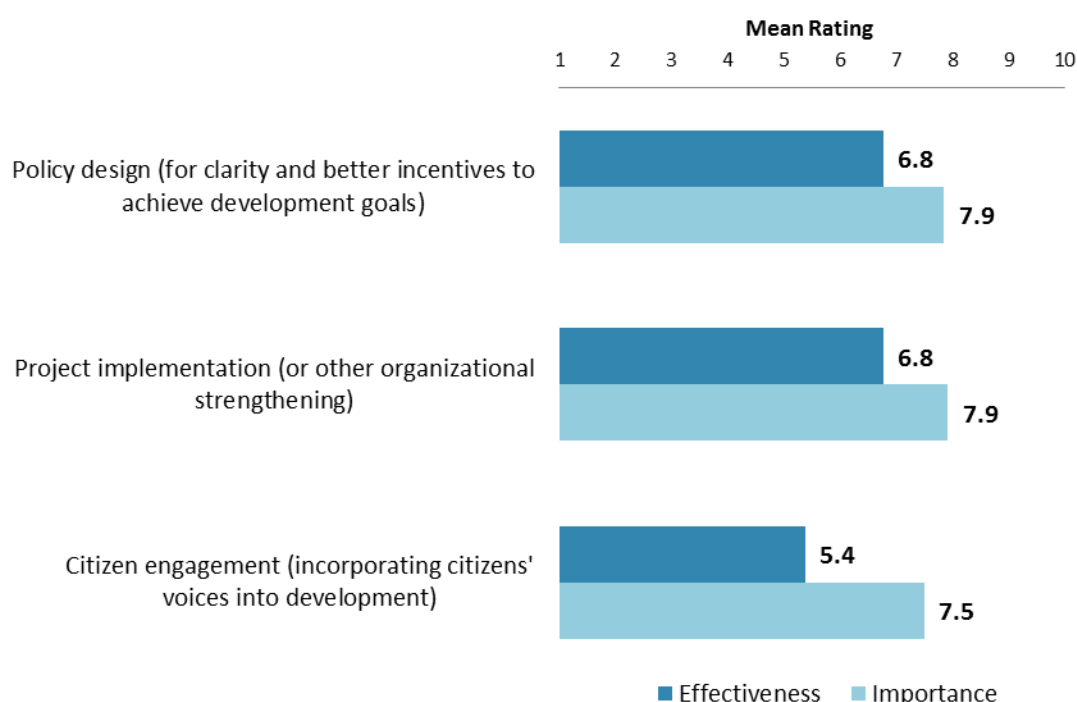 Mean Rating
1 2 3 4 5 6 7 8 9 10
Policy design (for clarity and better incentives to
achieve development goals)
6.8
7.9
Project implementation (or other organizational
strengthening)
6.8
7.9
Citizen engagement (incorporating citizens'
voices into development)
5.4
7.5
Effectiveness Importance